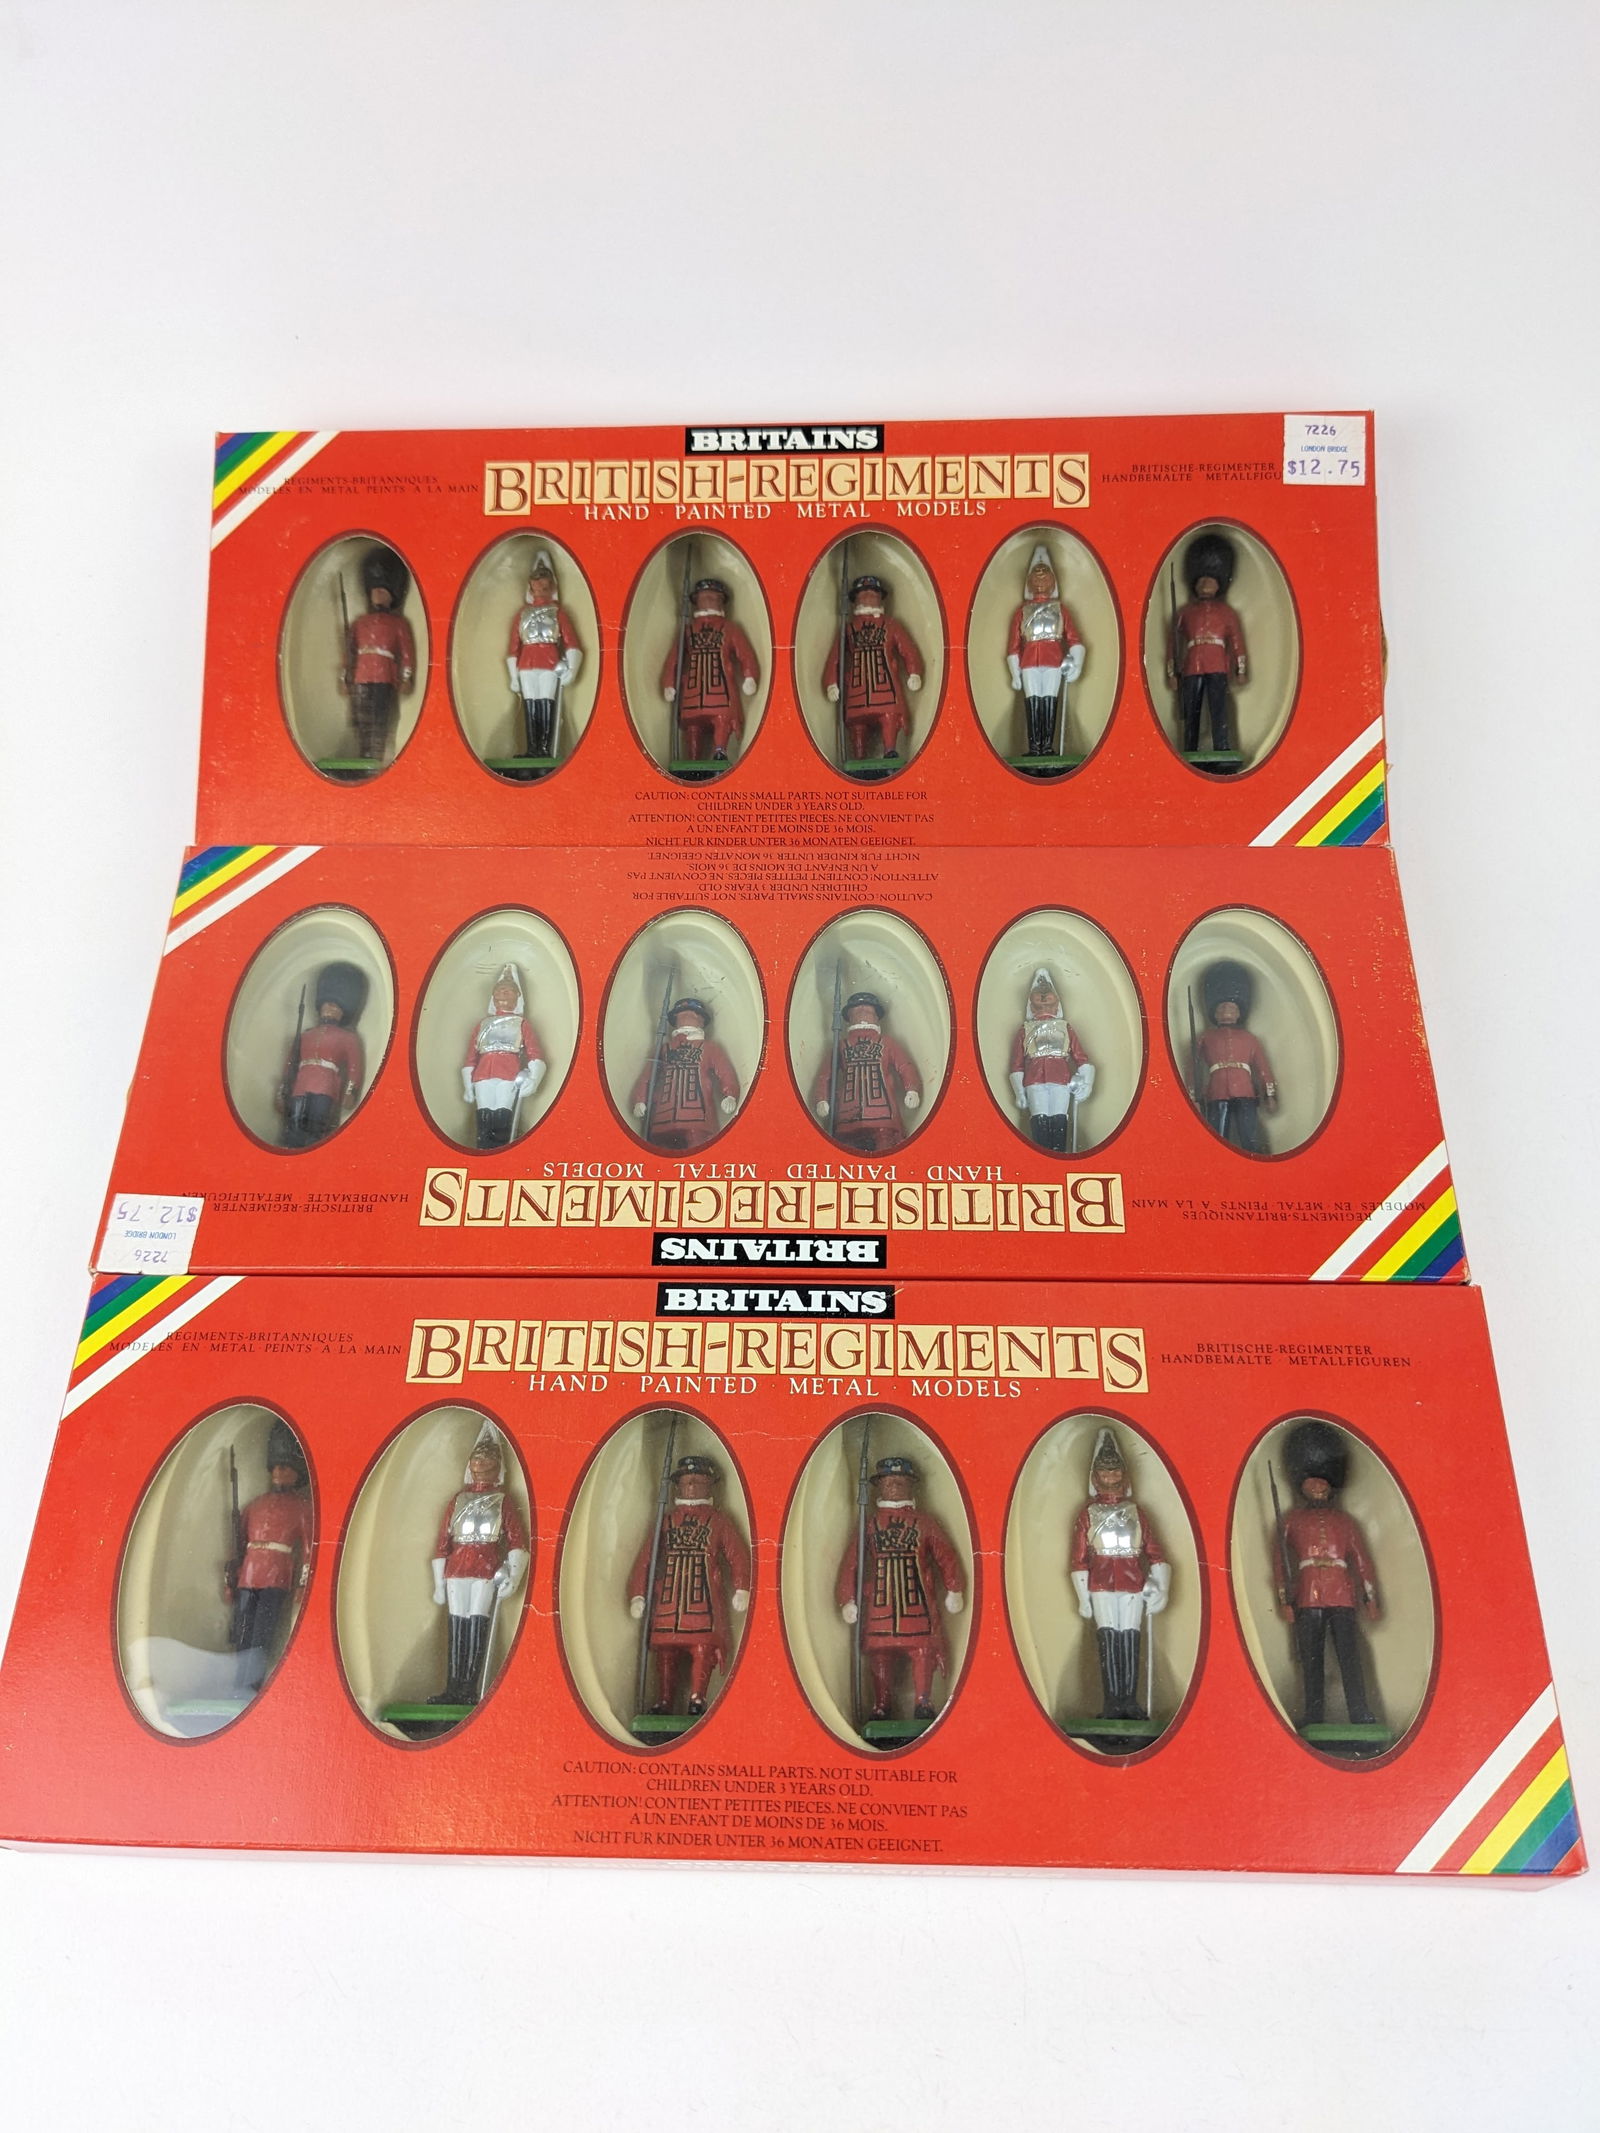 BRITAINS
BRITISH-REGIMENTS
· HAND · PAINTED · METAL · MODELS ·
REGIMENTS-BRITANNIQUES
MODELES EN METAL PEINTS A LA MAIN
BRITISCHE-REGIMENTER
HANDBEMALTE METALLFIGU
7226
LONDON BRIDGE
$12.75
CAUTION: CONTAINS SMALL PARTS. NOT SUITABLE FOR
CHILDREN UNDER 3 YEARS OLD.
ATTENTION! CONTIENT PETITES PIECES. NE CONVIENT PAS
A UN ENFANT DE MOINS DE 36 MOIS.
NICHT FUR KINDER UNTER 36 MONATEN GEEIGNET.
BRITAINS
BRITISH-REGIMENTS
· HAND · PAINTED · METAL · MODELS ·
REGIMENTS-BRITANNIQUES
MODELES EN METAL PEINTS A LA MAIN
BRITISCHE-REGIMENTER
HANDBEMALTE · METALLFIGUREN
7226
LONDON BRIDGE
$12.75
CAUTION: CONTAINS SMALL PARTS. NOT SUITABLE FOR
CHILDREN UNDER 3 YEARS OLD.
ATTENTION! CONTIENT PETITES PIECES. NE CONVIENT PAS
A UN ENFANT DE MOINS DE 36 MOIS.
NICHT FUR KINDER UNTER 36 MONATEN GEEIGNET.
BRITAINS
BRITISH-REGIMENTS
· HAND · PAINTED · METAL · MODELS ·
REGIMENTS-BRITANNIQUES
MODELES EN METAL PEINTS A LA MAIN
BRITISCHE-REGIMENTER
HANDBEMALTE · METALLFIGUREN
CAUTION: CONTAINS SMALL PARTS. NOT SUITABLE FOR
CHILDREN UNDER 3 YEARS OLD.
ATTENTION! CONTIENT PETITES PIECES. NE CONVIENT PAS
A UN ENFANT DE MOINS DE 36 MOIS.
NICHT FUR KINDER UNTER 36 MONATEN GEEIGNET.